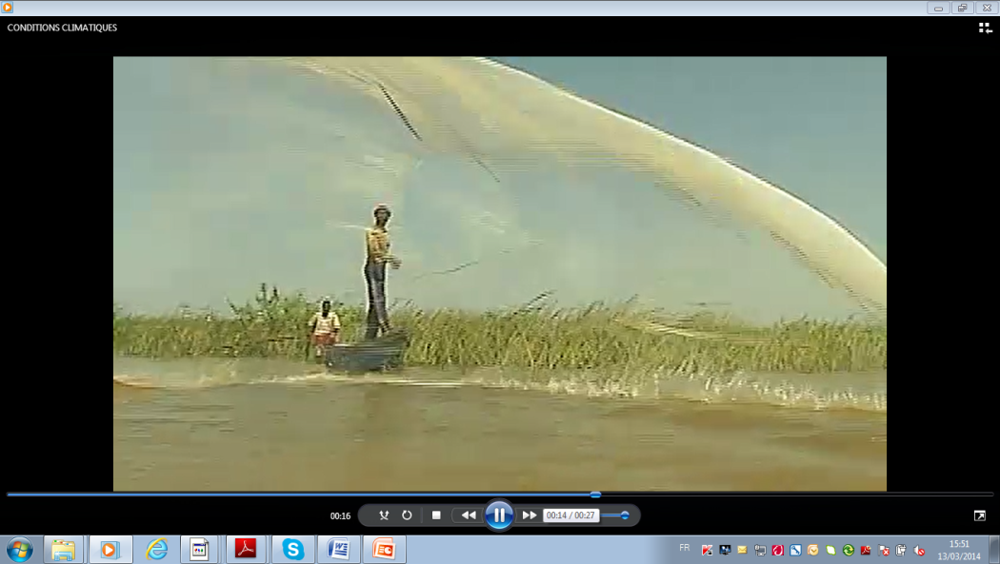 CONDITIONS CLIMATIQUES
00:16
00:14 / 00:27
FR
15:51
13/03/2014